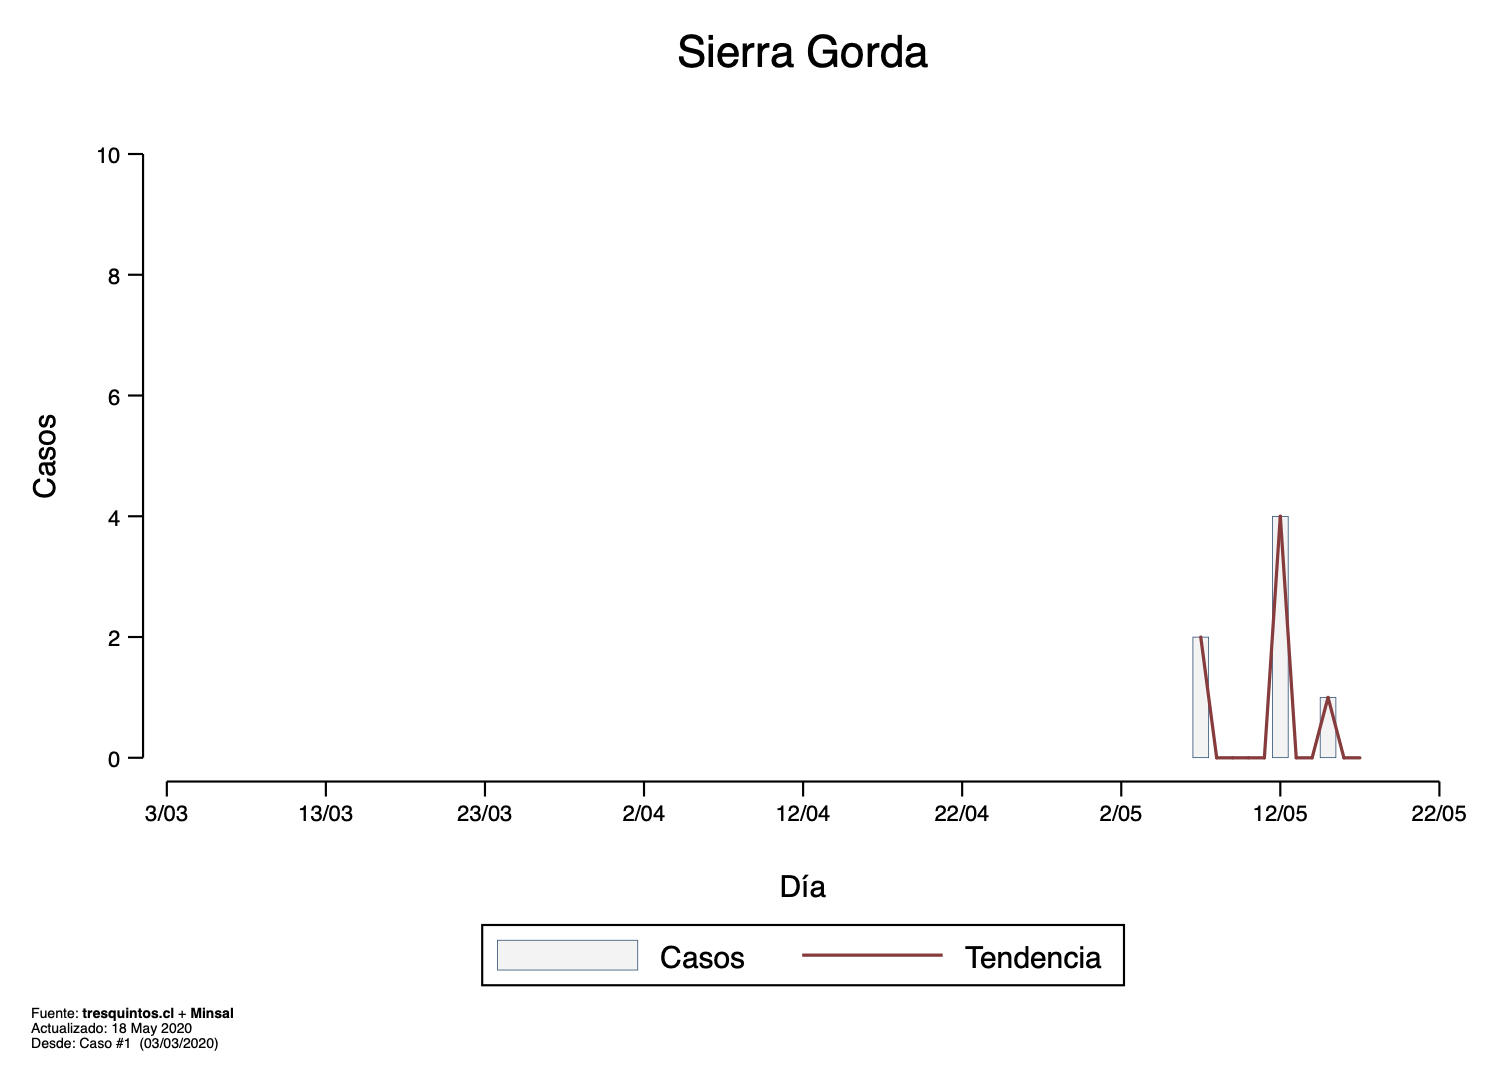 Sierra Gorda
10
8
6
4
2
0
Casos
3/03 13/03 23/03 2/04 12/04 22/04 2/05 12/05 22/05
Día
Casos Tendencia
Fuente: tresquintos.cl + Minsal
Actualizado: 18 May 2020
Desde: Caso #1 (03/03/2020)